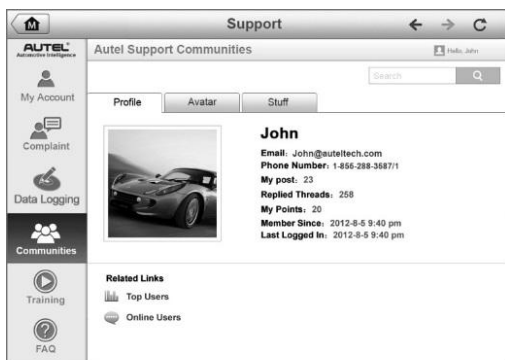 M
Support
AUTEL
Automotive Intelligence
Autel Support Communities
Hello, John
Search
My Account
Profile
Avatar
Stuff
Complaint
John
Email: John@auteltech.com
Phone Number: 1-855-288-3587/1
My post: 23
Replied Threads: 258
My Points: 20
Member Since: 2012-8-5 9:40 pm
Last Logged In: 2012-8-5 9:40 pm
Data Logging
Communities
Related Links
Top Users
Online Users
Training
FAQ